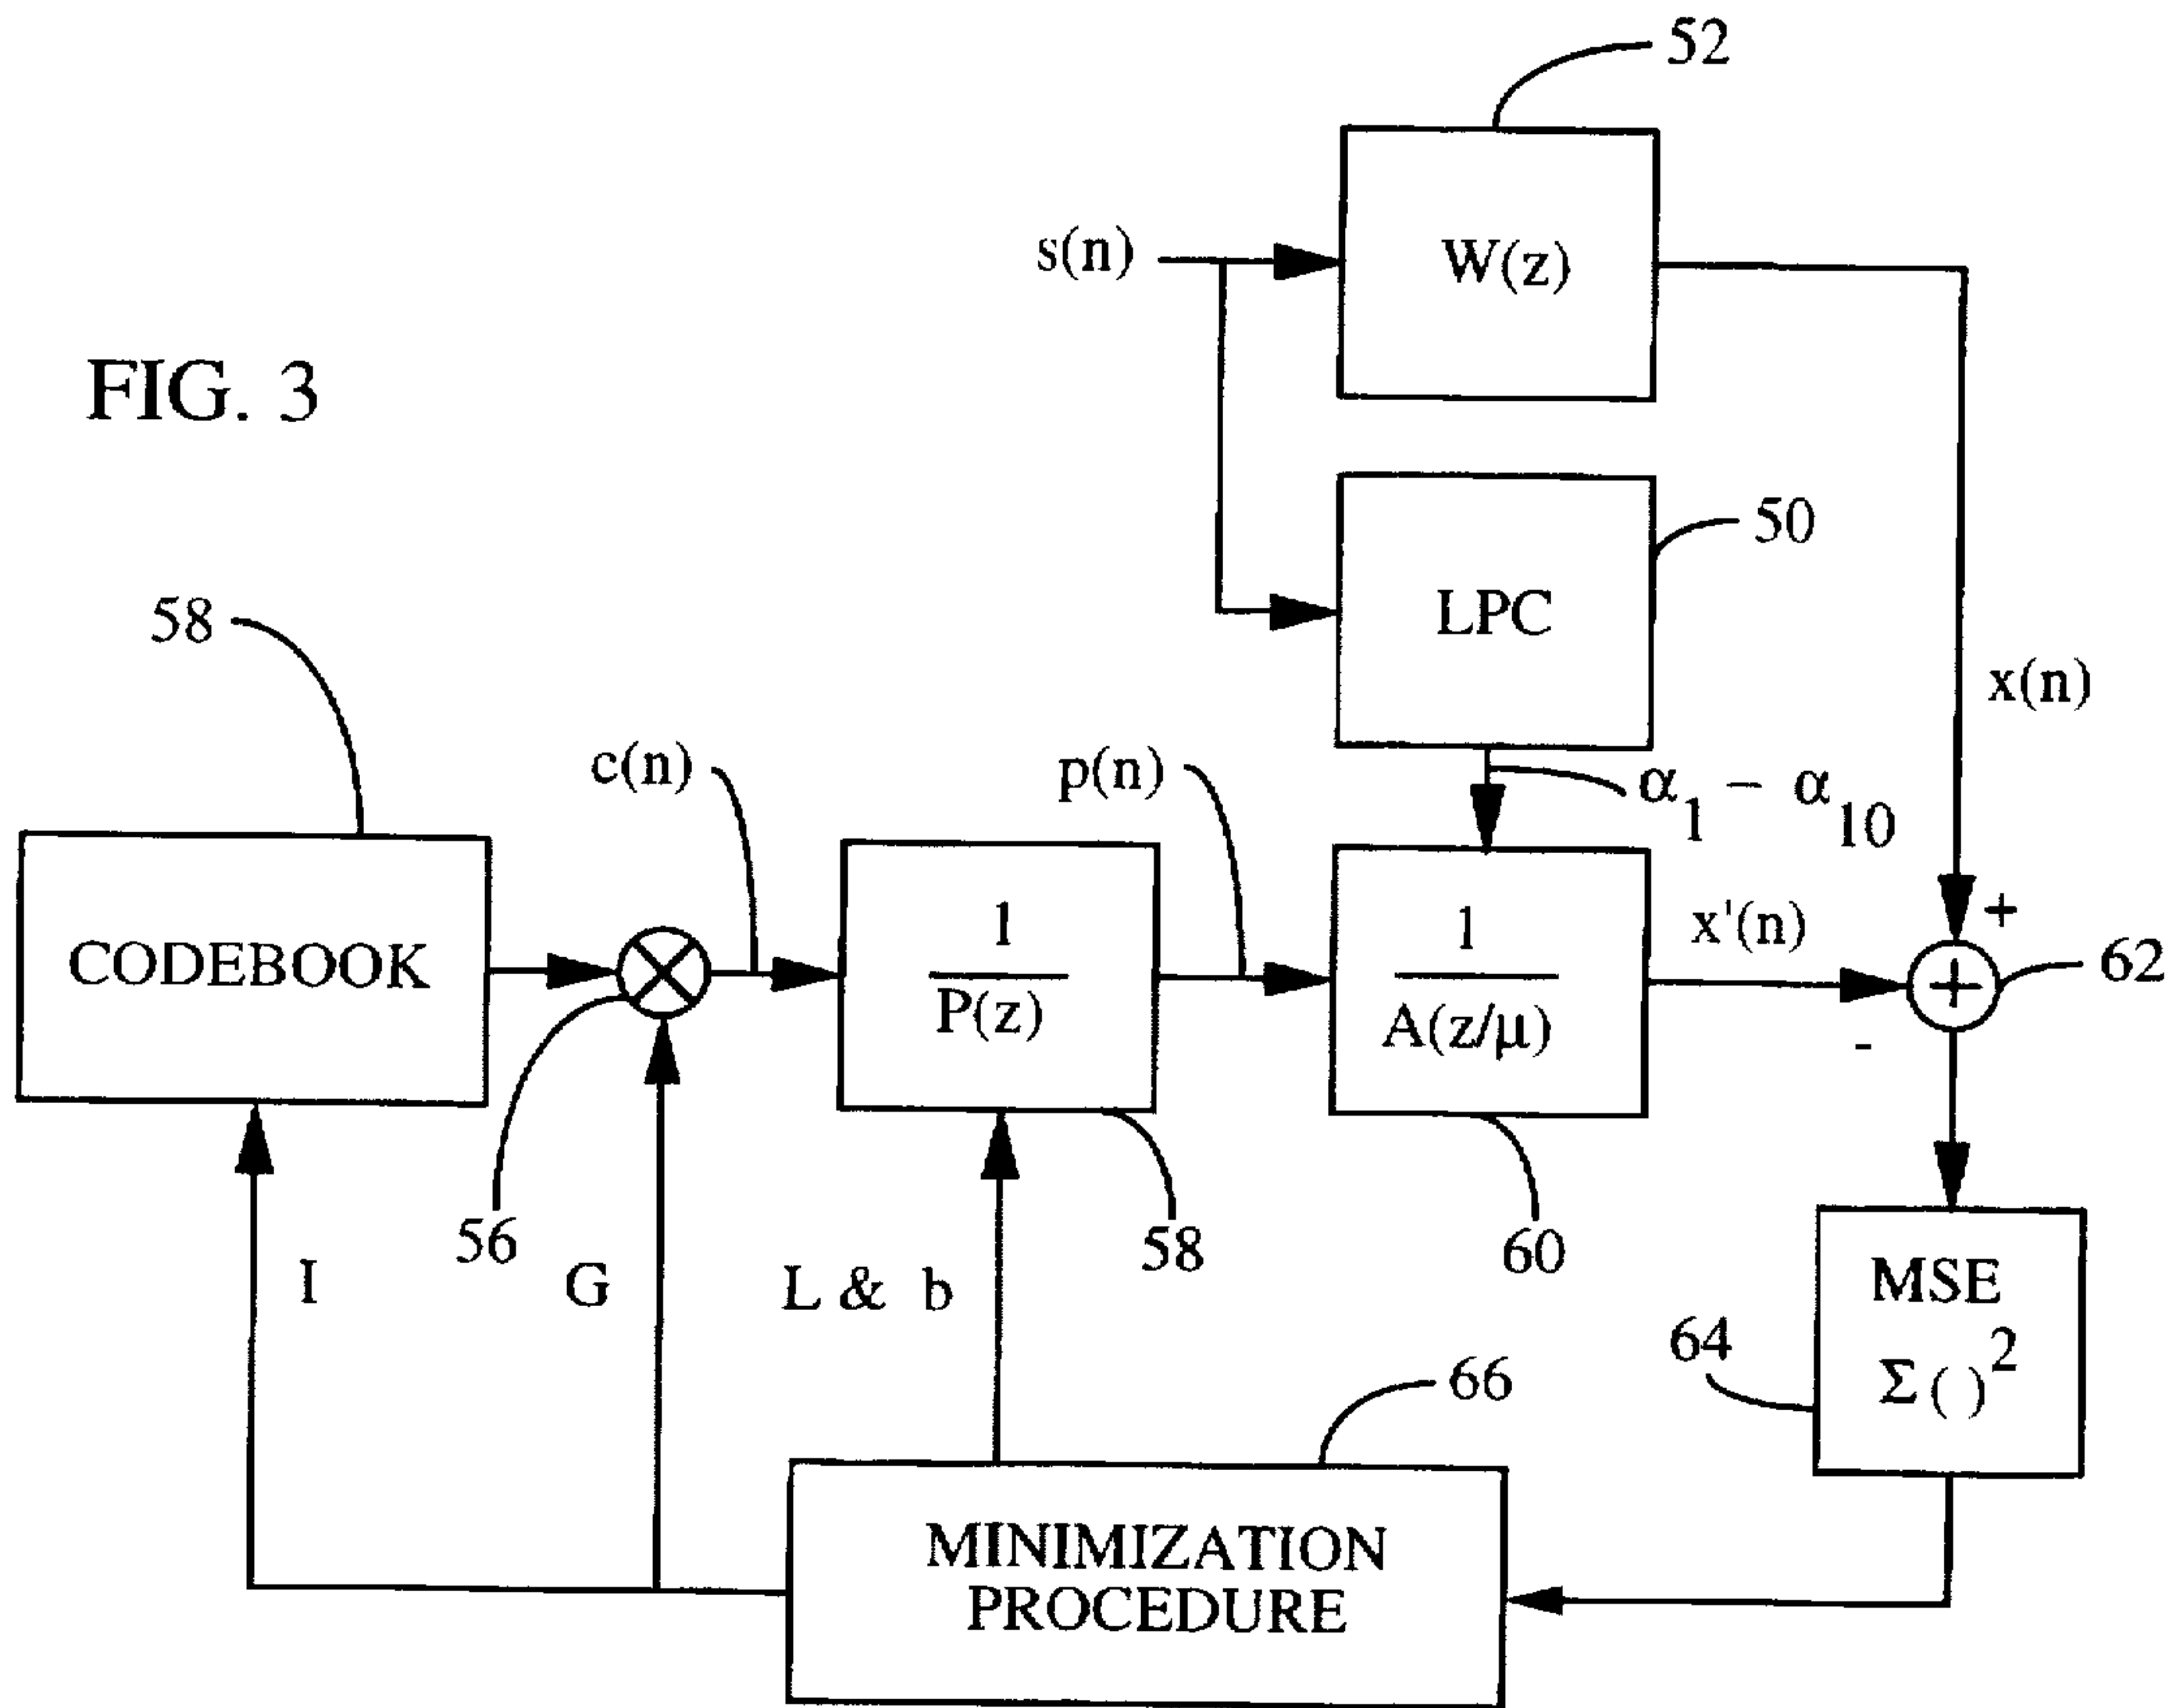 52
s(n)
W(z)
FIG. 3
50
LPC
58
x(n)
c(n)
p(n)
α1 – α10
CODEBOOK
1
P(z)
1
A(z/μ)
x'(n)
+
+
62
-
56
58
60
I
G
L & b
MSE
Σ( )2
64
66
MINIMIZATION
PROCEDURE